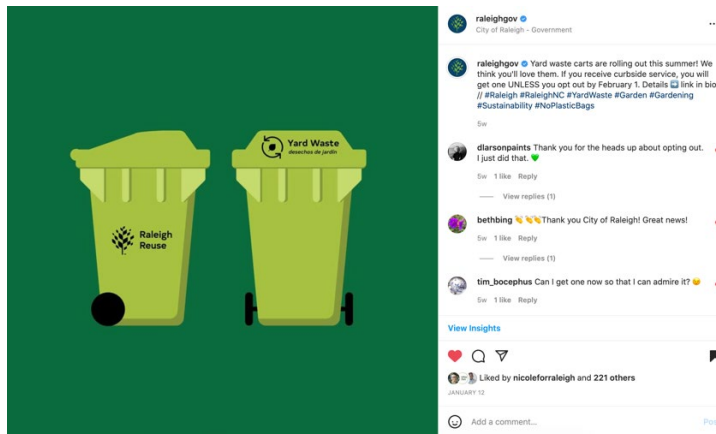 Yard Waste
desechos de jardín
Raleigh
Reuse
raleighgov
City of Raleigh - Government
raleighgov Yard waste carts are rolling out this summer! We
think you'll love them. If you receive curbside service, you will
get one UNLESS you opt out by February 1. Details ➡️ link in bio
// #Raleigh #RaleighNC #YardWaste #Garden #Gardening
#Sustainability #NoPlasticBags
5w
dlarsonpaints Thank you for the heads up about opting out.
I just did that. 💚
5w 1 like Reply
View replies (1)
bethbing 👏👏👏Thank you City of Raleigh! Great news!
5w 1 like Reply
View replies (1)
tim_bocephus Can I get one now so that I can admire it? 😉
5w 1 like Reply
View Insights
Liked by nicoleforraleigh and 221 others
JANUARY 12
Add a comment...